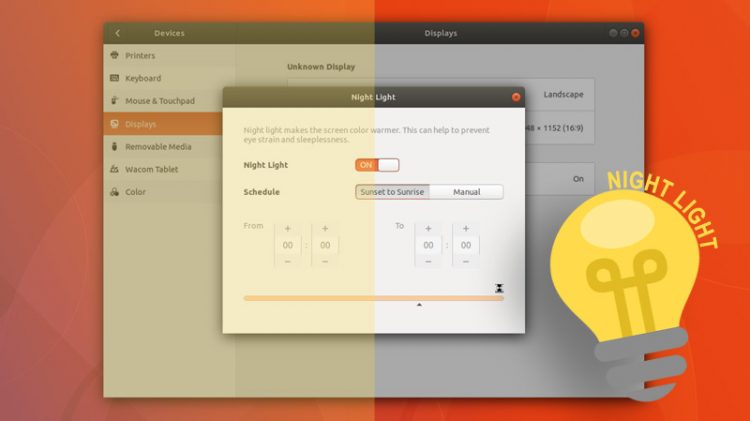 Devices
Displays
Printers
Keyboard
Mouse & Touchpad
Displays
Removable Media
Wacom Tablet
Color
Unknown Display
Landscape
48 × 1152 (16:9)
On
Night Light
Night light makes the screen color warmer. This can help to prevent
eye strain and sleeplessness.
Night Light
ON
Schedule
Sunset to Sunrise
Manual
From
+ +
00 : 00
− −
To
+ +
00 : 00
− −
NIGHT LIGHT